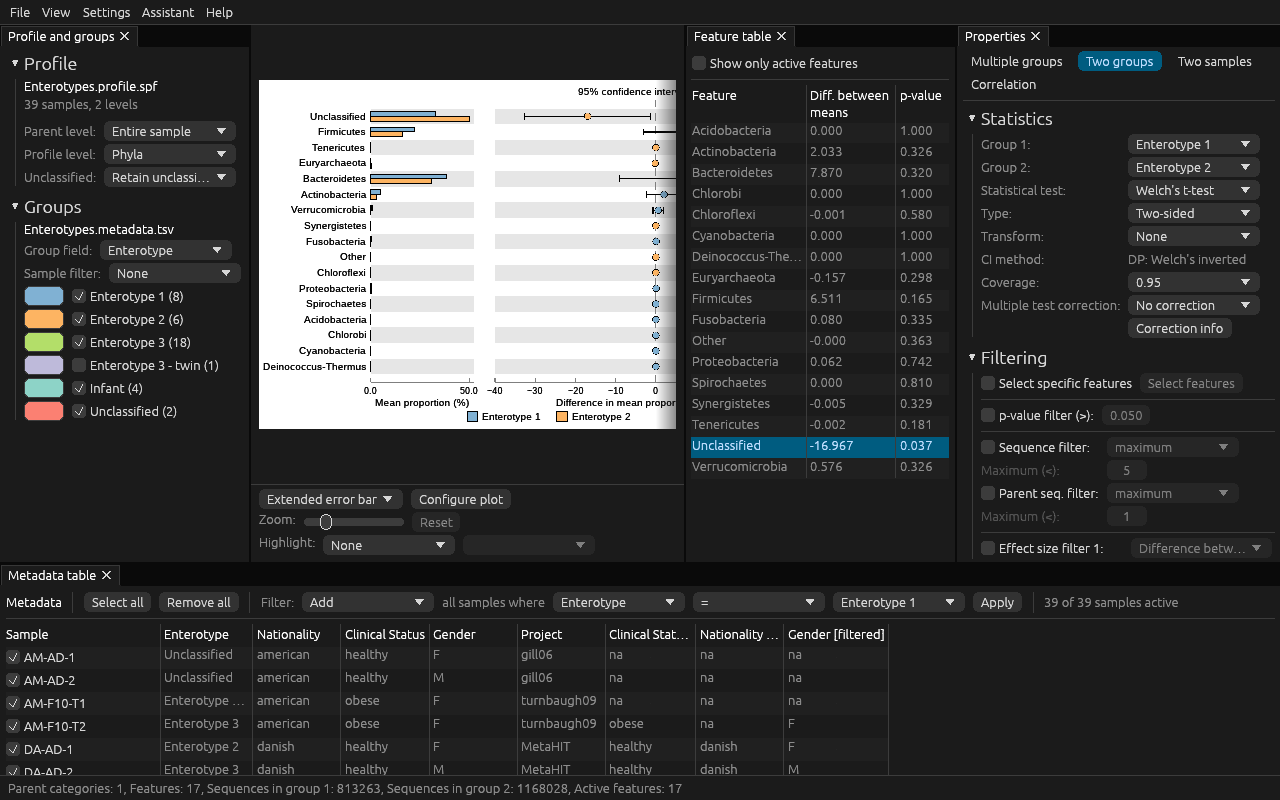 File View Settings Assistant Help
Profile and groups
Profile
Enterotypes.profile.spf
39 samples, 2 levels
Parent level: Entire sample
Profile level: Phyla
Unclassified: Retain unclassi…
Groups
Enterotypes.metadata.tsv
Group field: Enterotype
Sample filter: None
Enterotype 1 (8)
Enterotype 2 (6)
Enterotype 3 (18)
Enterotype 3 - twin (1)
Infant (4)
Unclassified (2)
95% confidence interv
Unclassified
Firmicutes
Tenericutes
Euryarchaeota
Bacteroidetes
Actinobacteria
Verrucomicrobia
Synergistetes
Fusobacteria
Other
Chloroflexi
Proteobacteria
Spirochaetes
Acidobacteria
Chlorobi
Cyanobacteria
Deinococcus-Thermus
0.0 50.0 −40 −30 −20 −10 0
Mean proportion (%) Difference in mean propor
Enterotype 1 Enterotype 2
Extended error bar Configure plot
Zoom: Reset
Highlight: None
Feature table
Show only active features
Feature Diff. between means p-value
Acidobacteria 0.000 1.000
Actinobacteria 2.033 0.326
Bacteroidetes 7.870 0.320
Chlorobi 0.000 1.000
Chloroflexi -0.001 0.580
Cyanobacteria 0.000 1.000
Deinococcus-The… 0.000 1.000
Euryarchaeota -0.157 0.298
Firmicutes 6.511 0.165
Fusobacteria 0.080 0.335
Other -0.000 0.363
Proteobacteria 0.062 0.742
Spirochaetes 0.000 0.810
Synergistetes -0.005 0.329
Tenericutes -0.002 0.181
Unclassified -16.967 0.037
Verrucomicrobia 0.576 0.326
Properties
Multiple groups Two groups Two samples
Correlation
Statistics
Group 1: Enterotype 1
Group 2: Enterotype 2
Statistical test: Welch's t-test
Type: Two-sided
Transform: None
CI method: DP: Welch's inverted
Coverage: 0.95
Multiple test correction: No correction
Correction info
Filtering
Select specific features Select features
p-value filter (>): 0.050
Sequence filter: maximum
Maximum (<): 5
Parent seq. filter: maximum
Maximum (<): 1
Effect size filter 1: Difference betw…
Metadata table
Metadata Select all Remove all Filter: Add all samples where Enterotype = Enterotype 1 Apply 39 of 39 samples active
Sample Enterotype Nationality Clinical Status Gender Project Clinical Stat… Nationality … Gender [filtered]
AM-AD-1 Unclassified american healthy F gill06 na na na
AM-AD-2 Unclassified american healthy M gill06 na na na
AM-F10-T1 Enterotype … american obese F turnbaugh09 na na na
AM-F10-T2 Enterotype 3 american obese F turnbaugh09 obese na F
DA-AD-1 Enterotype 2 danish healthy F MetaHIT healthy danish F
DA-AD-2 Enterotype 3 danish healthy M MetaHIT healthy danish M
Parent categories: 1, Features: 17, Sequences in group 1: 813263, Sequences in group 2: 1168028, Active features: 17